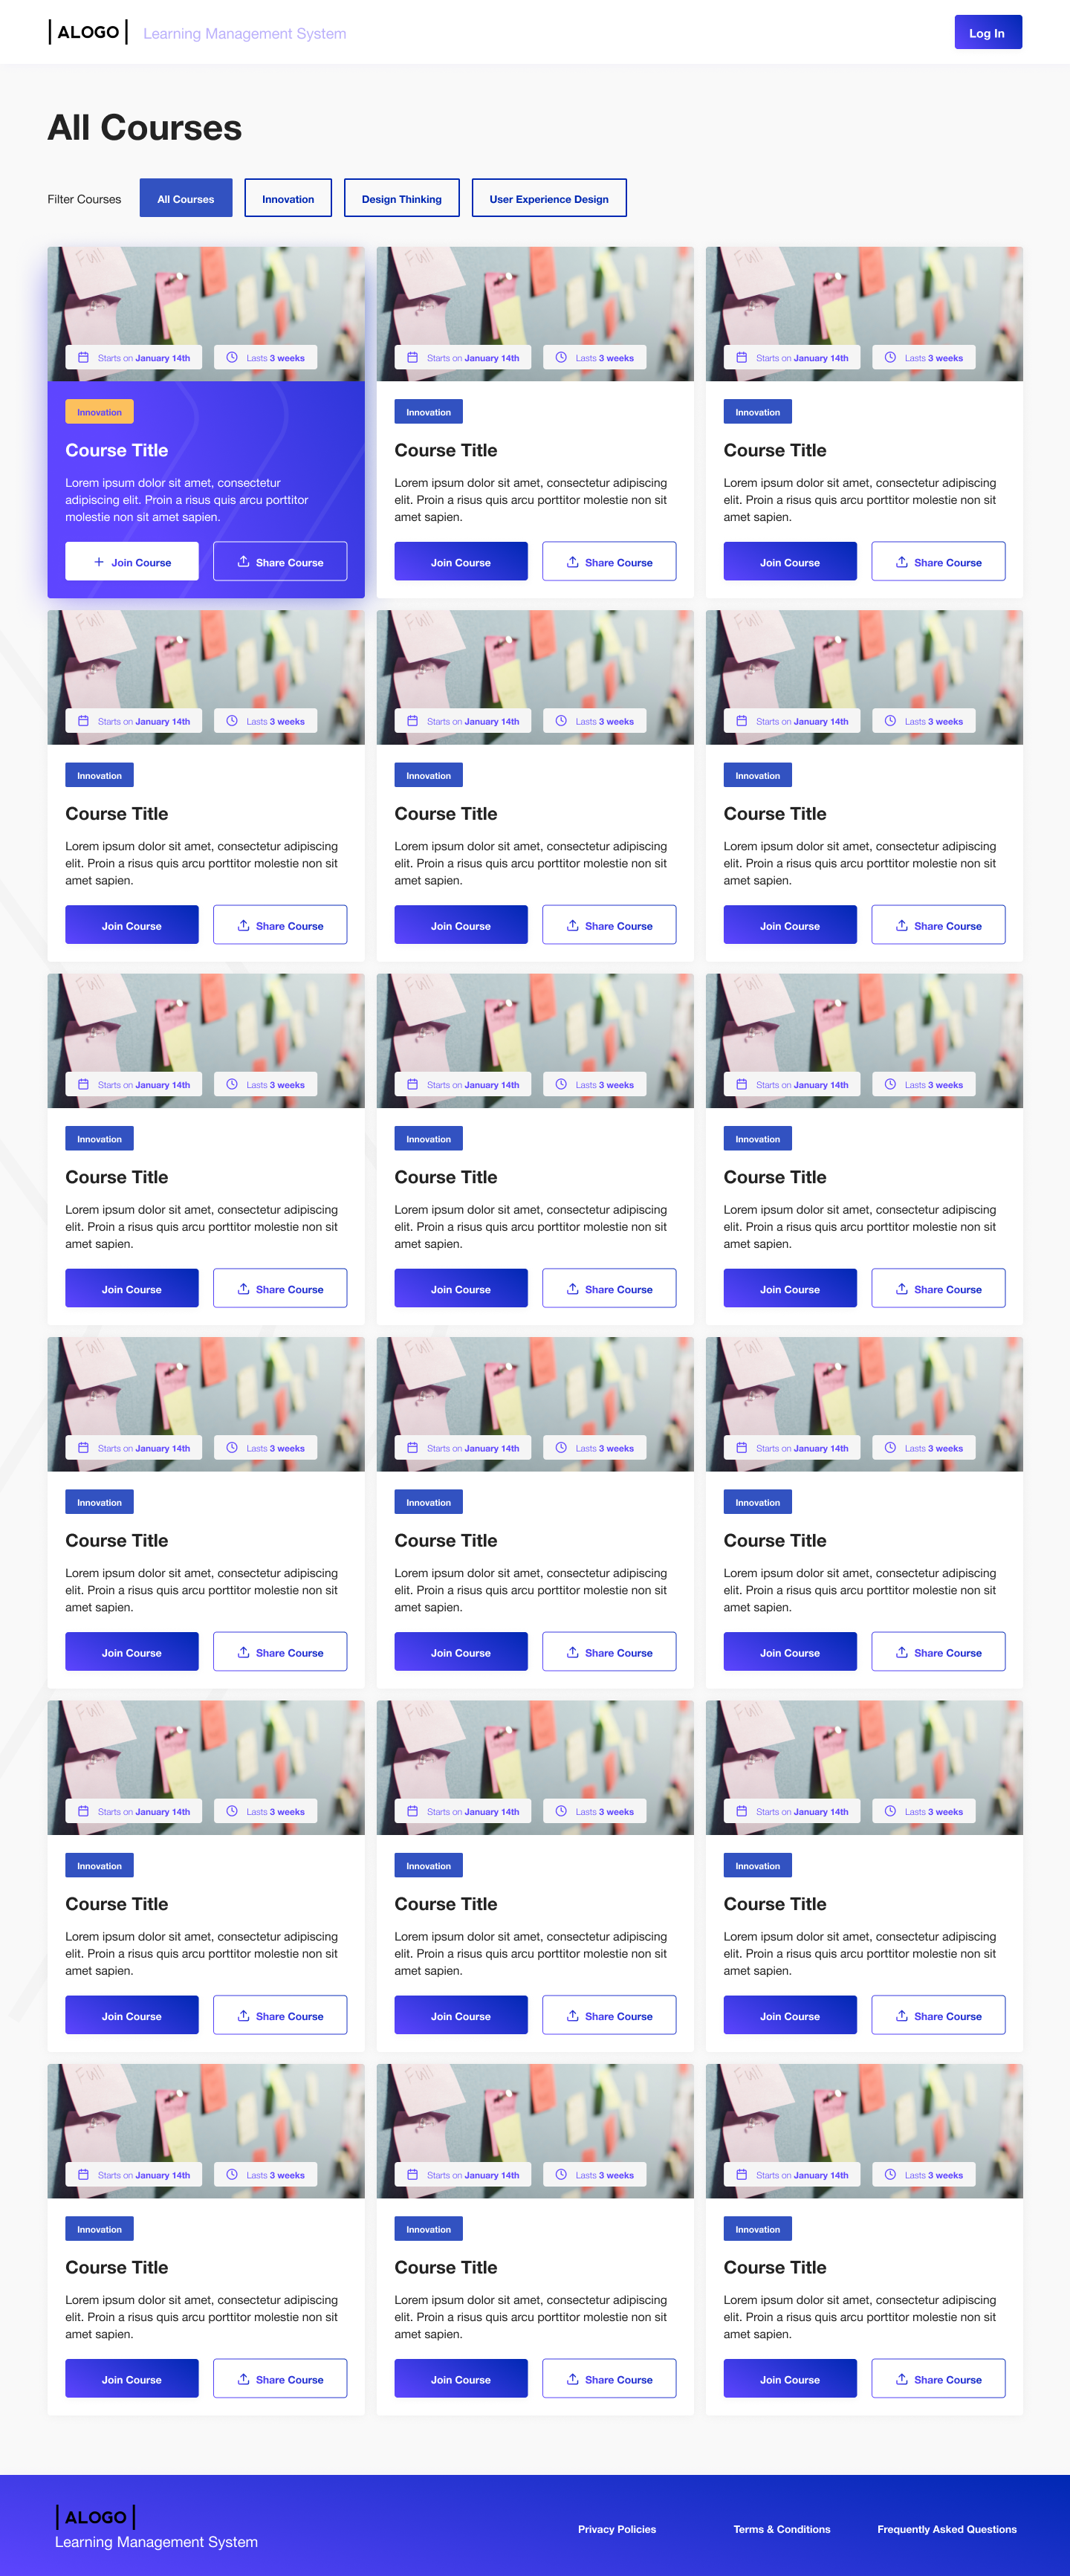 ALOGO Learning Management System Log In
All Courses
Filter Courses All Courses Innovation Design Thinking User Experience Design
Full Full Full
Starts on January 14th Lasts 3 weeks Starts on January 14th Lasts 3 weeks Starts on January 14th Lasts 3 weeks
Innovation Innovation Innovation
Course Title Course Title Course Title
Lorem ipsum dolor sit amet, consectetur
adipiscing elit. Proin a risus quis arcu porttitor
molestie non sit amet sapien.
Lorem ipsum dolor sit amet, consectetur adipiscing
elit. Proin a risus quis arcu porttitor molestie non sit
amet sapien.
Lorem ipsum dolor sit amet, consectetur adipiscing
elit. Proin a risus quis arcu porttitor molestie non sit
amet sapien.
Join Course Share Course Join Course Share Course Join Course Share Course
Full Full Full
Starts on January 14th Lasts 3 weeks Starts on January 14th Lasts 3 weeks Starts on January 14th Lasts 3 weeks
Innovation Innovation Innovation
Course Title Course Title Course Title
Lorem ipsum dolor sit amet, consectetur adipiscing
elit. Proin a risus quis arcu porttitor molestie non sit
amet sapien.
Lorem ipsum dolor sit amet, consectetur adipiscing
elit. Proin a risus quis arcu porttitor molestie non sit
amet sapien.
Lorem ipsum dolor sit amet, consectetur adipiscing
elit. Proin a risus quis arcu porttitor molestie non sit
amet sapien.
Join Course Share Course Join Course Share Course Join Course Share Course
Full Full Full
Starts on January 14th Lasts 3 weeks Starts on January 14th Lasts 3 weeks Starts on January 14th Lasts 3 weeks
Innovation Innovation Innovation
Course Title Course Title Course Title
Lorem ipsum dolor sit amet, consectetur adipiscing
elit. Proin a risus quis arcu porttitor molestie non sit
amet sapien.
Lorem ipsum dolor sit amet, consectetur adipiscing
elit. Proin a risus quis arcu porttitor molestie non sit
amet sapien.
Lorem ipsum dolor sit amet, consectetur adipiscing
elit. Proin a risus quis arcu porttitor molestie non sit
amet sapien.
Join Course Share Course Join Course Share Course Join Course Share Course
Full Full Full
Starts on January 14th Lasts 3 weeks Starts on January 14th Lasts 3 weeks Starts on January 14th Lasts 3 weeks
Innovation Innovation Innovation
Course Title Course Title Course Title
Lorem ipsum dolor sit amet, consectetur adipiscing
elit. Proin a risus quis arcu porttitor molestie non sit
amet sapien.
Lorem ipsum dolor sit amet, consectetur adipiscing
elit. Proin a risus quis arcu porttitor molestie non sit
amet sapien.
Lorem ipsum dolor sit amet, consectetur adipiscing
elit. Proin a risus quis arcu porttitor molestie non sit
amet sapien.
Join Course Share Course Join Course Share Course Join Course Share Course
Full Full Full
Starts on January 14th Lasts 3 weeks Starts on January 14th Lasts 3 weeks Starts on January 14th Lasts 3 weeks
Innovation Innovation Innovation
Course Title Course Title Course Title
Lorem ipsum dolor sit amet, consectetur adipiscing
elit. Proin a risus quis arcu porttitor molestie non sit
amet sapien.
Lorem ipsum dolor sit amet, consectetur adipiscing
elit. Proin a risus quis arcu porttitor molestie non sit
amet sapien.
Lorem ipsum dolor sit amet, consectetur adipiscing
elit. Proin a risus quis arcu porttitor molestie non sit
amet sapien.
Join Course Share Course Join Course Share Course Join Course Share Course
Full Full Full
Starts on January 14th Lasts 3 weeks Starts on January 14th Lasts 3 weeks Starts on January 14th Lasts 3 weeks
Innovation Innovation Innovation
Course Title Course Title Course Title
Lorem ipsum dolor sit amet, consectetur adipiscing
elit. Proin a risus quis arcu porttitor molestie non sit
amet sapien.
Lorem ipsum dolor sit amet, consectetur adipiscing
elit. Proin a risus quis arcu porttitor molestie non sit
amet sapien.
Lorem ipsum dolor sit amet, consectetur adipiscing
elit. Proin a risus quis arcu porttitor molestie non sit
amet sapien.
Join Course Share Course Join Course Share Course Join Course Share Course
ALOGO
Learning Management System
Privacy Policies Terms & Conditions Frequently Asked Questions